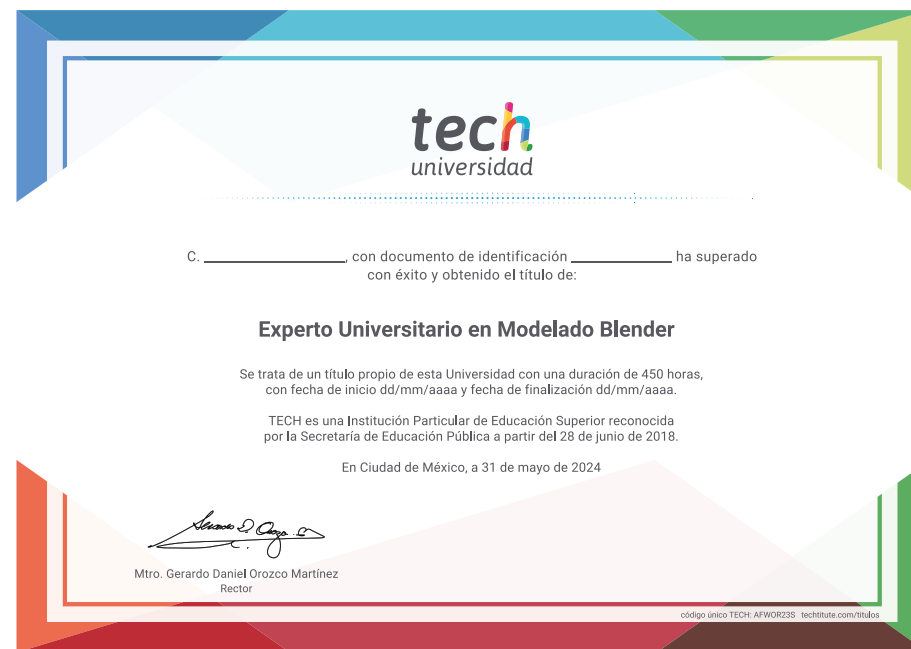 tech
universidad
C. ____________, con documento de identificación ____________ ha superado
con éxito y obtenido el título de:
Experto Universitario en Modelado Blender
Se trata de un título propio de esta Universidad con una duración de 450 horas,
con fecha de inicio dd/mm/aaaa y fecha de finalización dd/mm/aaaa.
TECH es una Institución Particular de Educación Superior reconocida
por la Secretaría de Educación Pública a partir del 28 de junio de 2018.
En Ciudad de México, a 31 de mayo de 2024
Mtro. Gerardo Daniel Orozco Martínez
Rector
código único TECH: AFWOR23S techtitute.com/titulos